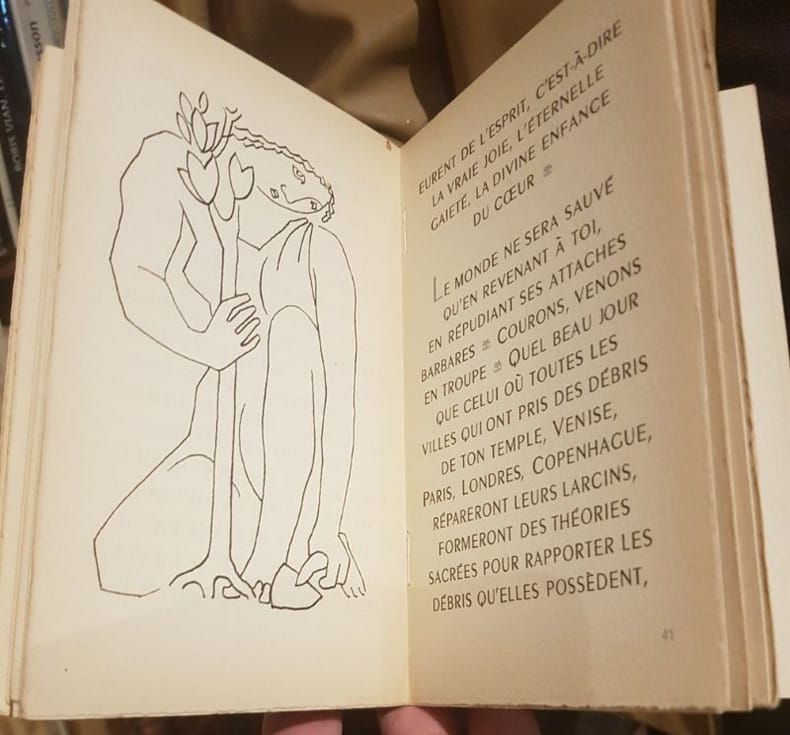 EURENT DE L'ESPRIT, C'EST-À-DIRE
LA VRAIE JOIE, L'ÉTERNELLE
GAIETÉ, LA DIVINE ENFANCE
DU CŒUR
LE MONDE NE SERA SAUVÉ
QU'EN REVENANT À TOI,
EN RÉPUDIANT SES ATTACHES
BARBARES COURONS, VENONS
EN TROUPE QUEL BEAU JOUR
QUE CELUI OÙ TOUTES LES
VILLES QUI ONT PRIS DES DÉBRIS
DE TON TEMPLE, VENISE,
PARIS, LONDRES, COPENHAGUE,
RÉPARERONT LEURS LARCINS,
FORMERONT DES THÉORIES
SACRÉES POUR RAPPORTER LES
DÉBRIS QU'ELLES POSSÈDENT,
41